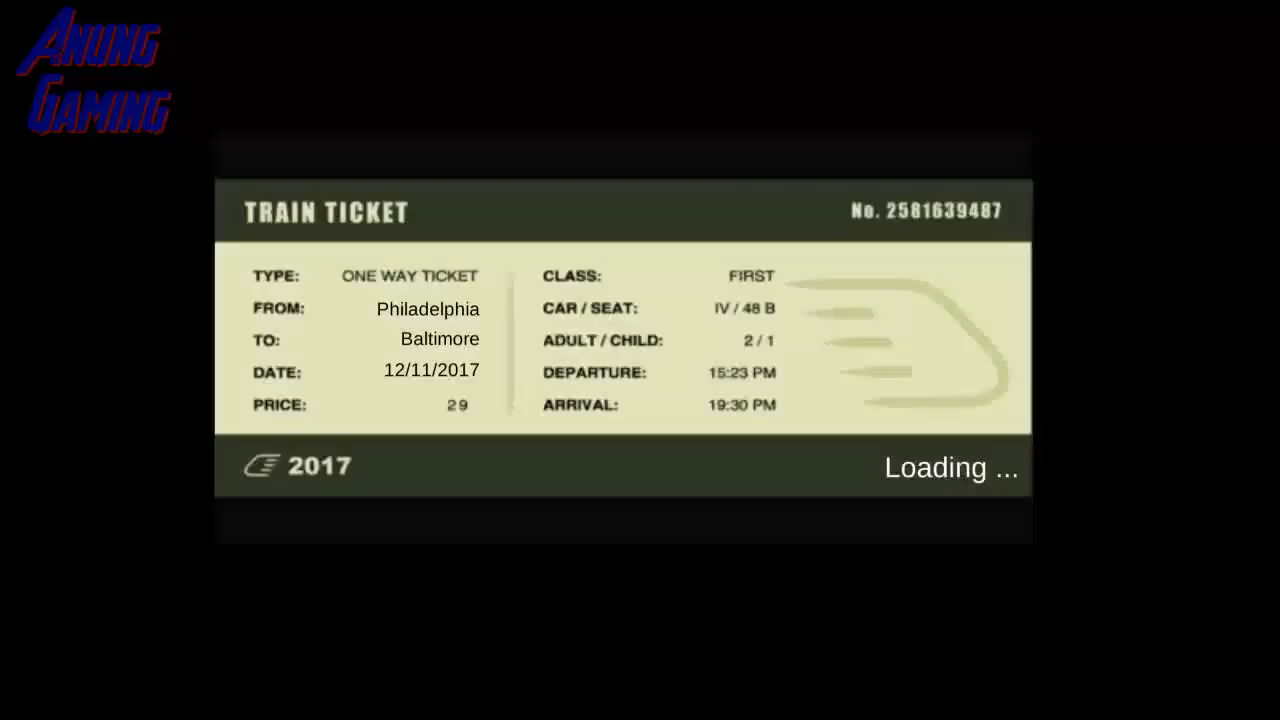 ANUNG
GAMING
TRAIN TICKET
No. 2581639487
TYPE: ONE WAY TICKET
FROM: Philadelphia
TO: Baltimore
DATE: 12/11/2017
PRICE: 29
CLASS: FIRST
CAR / SEAT: IV / 48 B
ADULT / CHILD: 2 / 1
DEPARTURE: 15:23 PM
ARRIVAL: 19:30 PM
2017
Loading ...